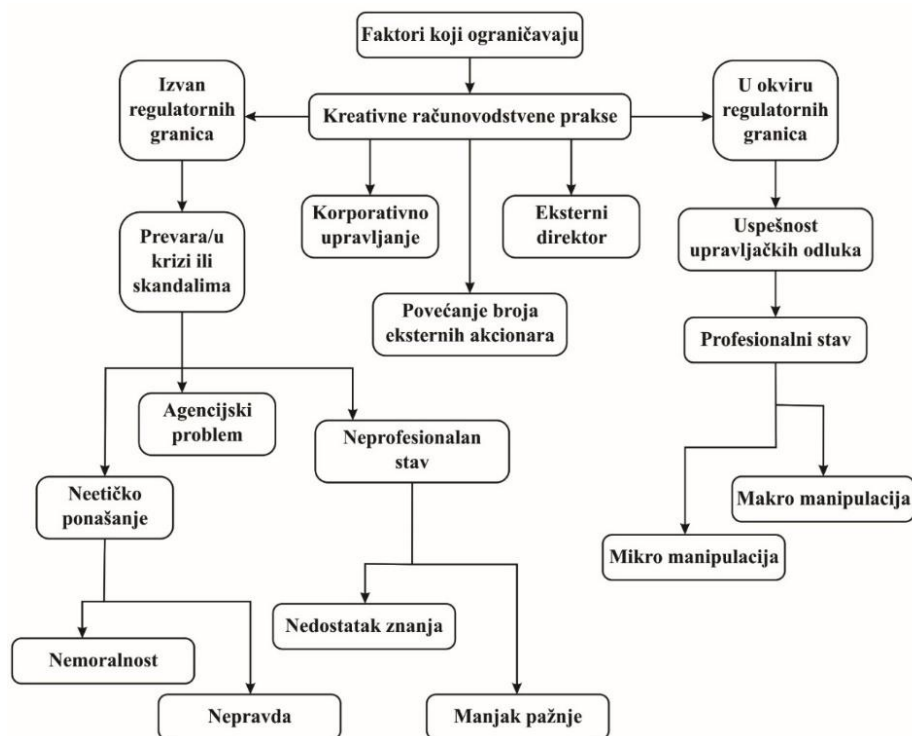 Faktori koji ograničavaju
Izvan
regulatornih
granica
Kreativne računovodstvene prakse
U okviru
regulatornih
granica
Korporativno
upravljanje
Eksterni
direktor
Prevara/u
krizi ili
skandalima
Uspešnost
upravljačkih odluka
Povećanje broja
eksternih akcionara
Profesionalni stav
Agencijski
problem
Neprofesionalan
stav
Neetičko
ponašanje
Makro manipulacija
Mikro manipulacija
Nedostatak znanja
Nemoralnost
Nepravda
Manjak pažnje